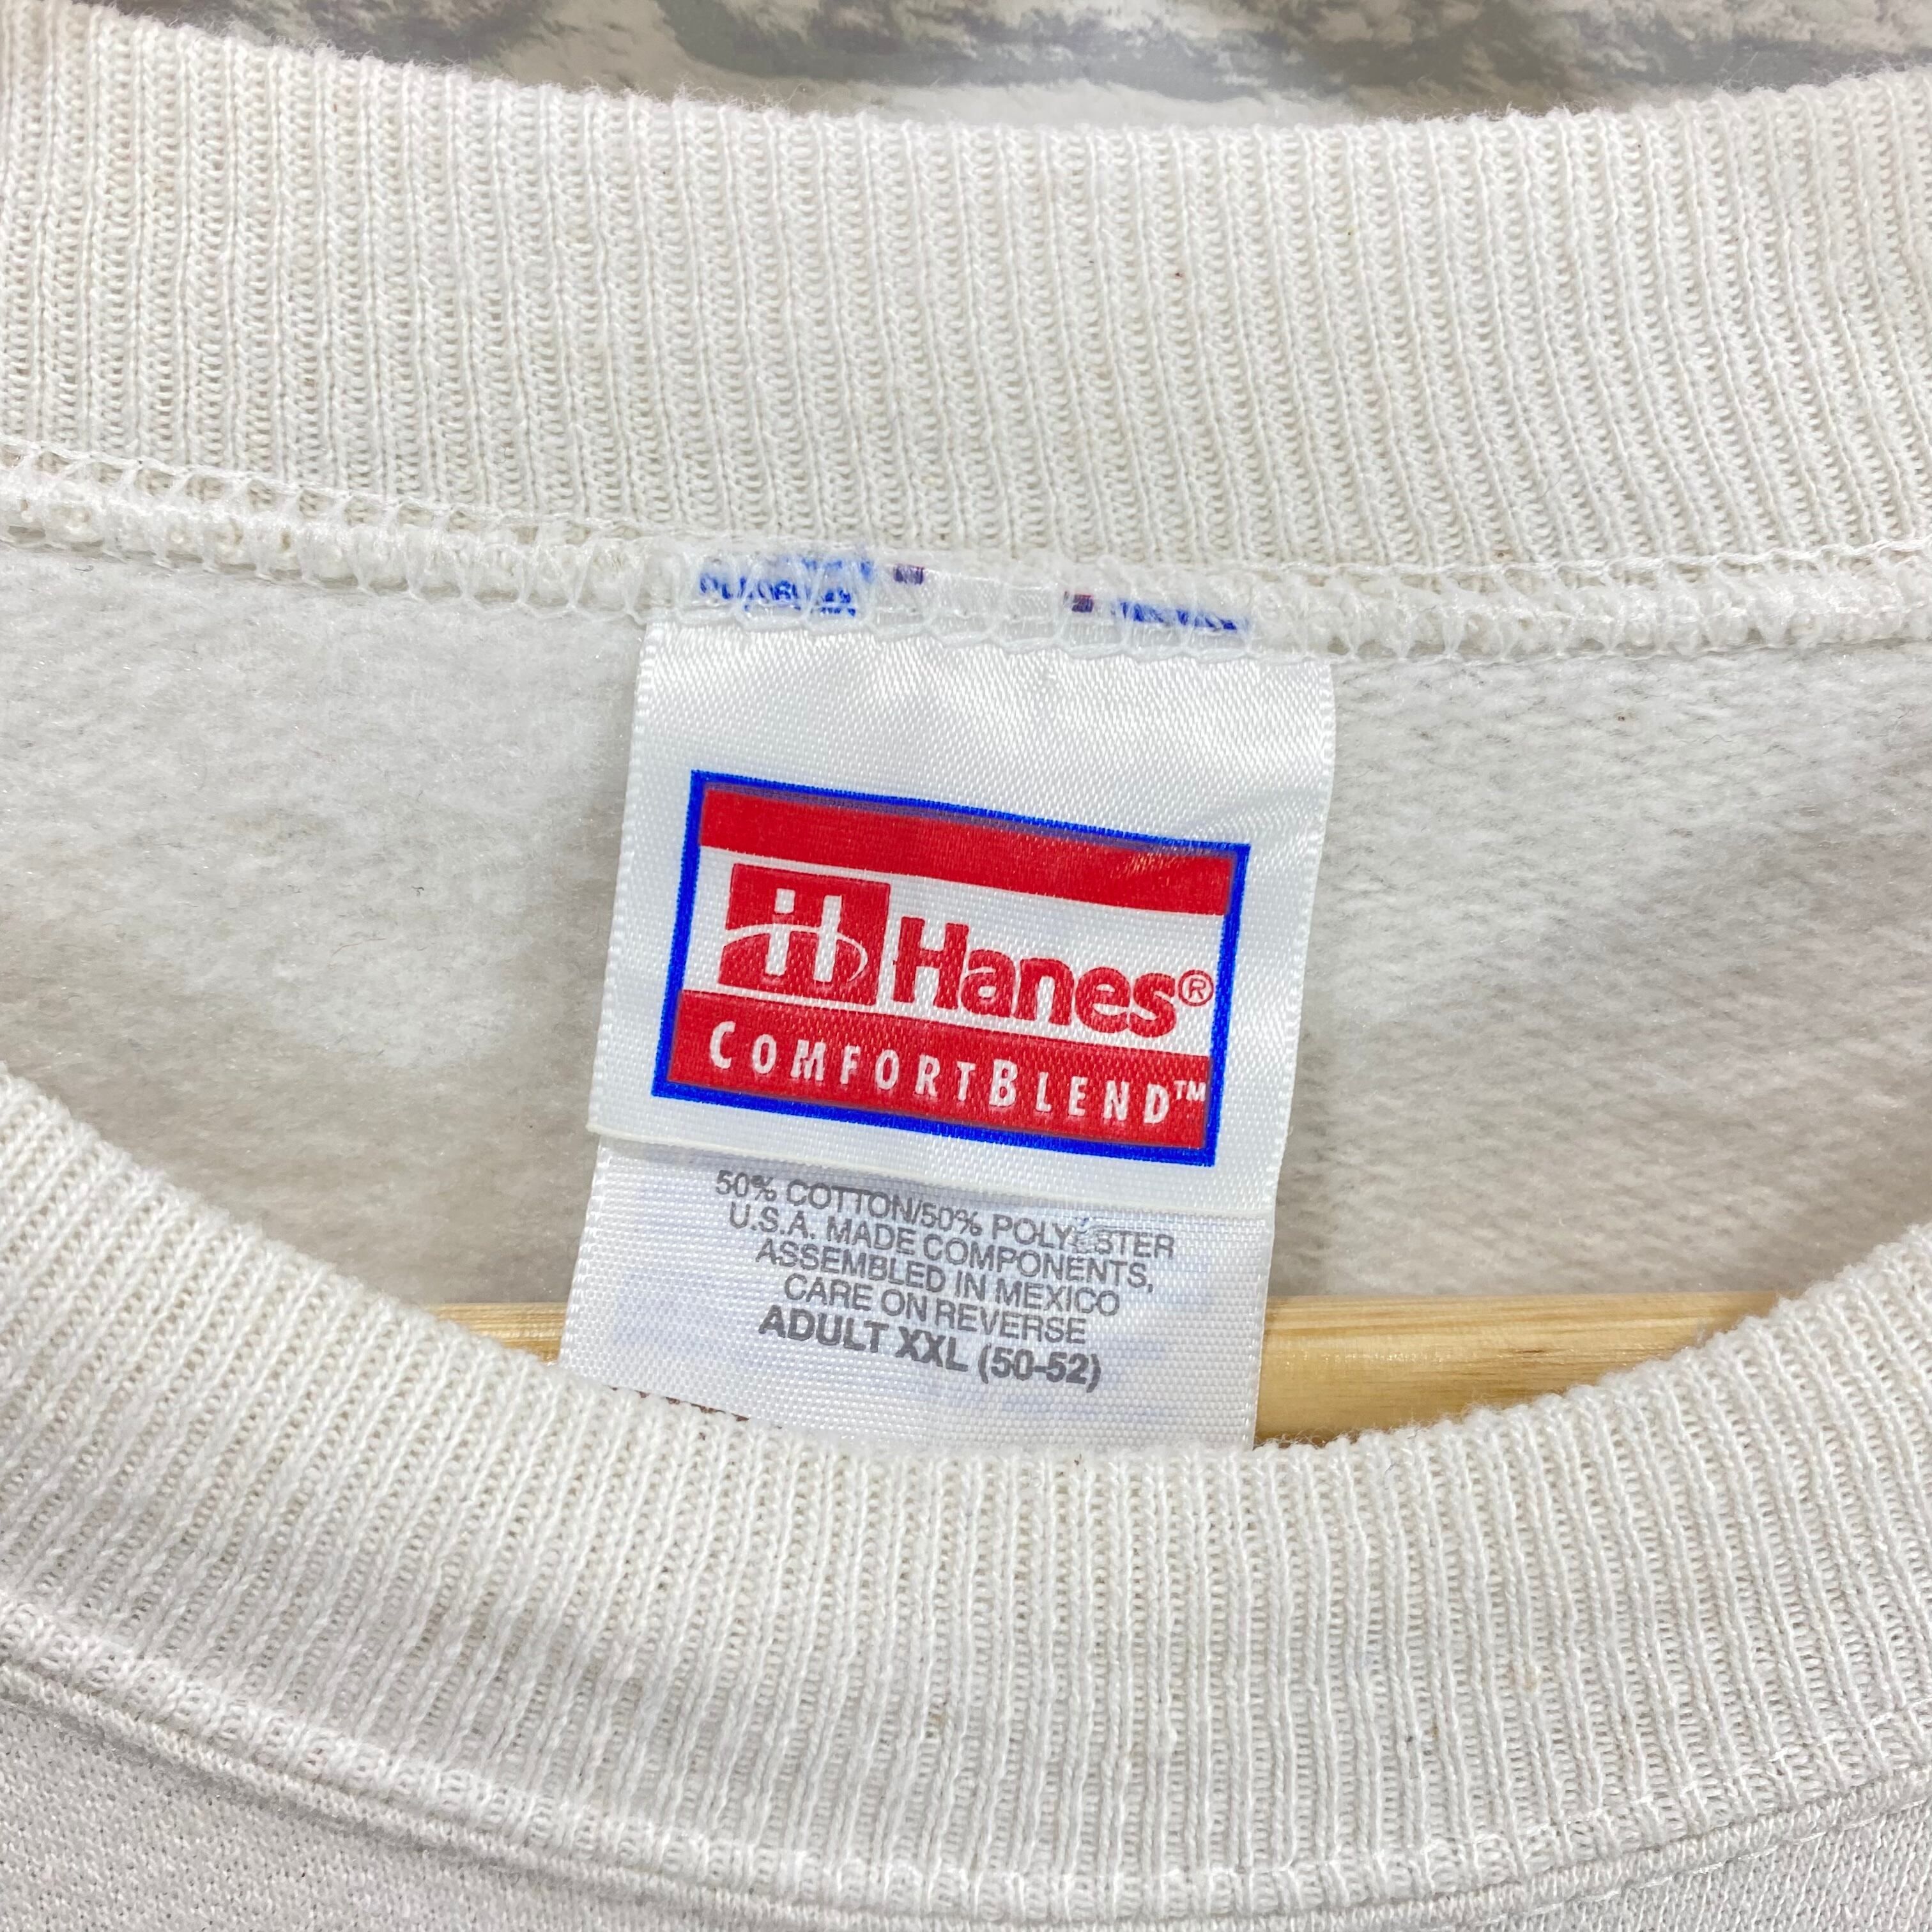 Hanes®
COMFORTBLEND™
50% COTTON/50% POLYESTER
U.S.A. MADE COMPONENTS,
ASSEMBLED IN MEXICO
CARE ON REVERSE
ADULT XXL (50-52)